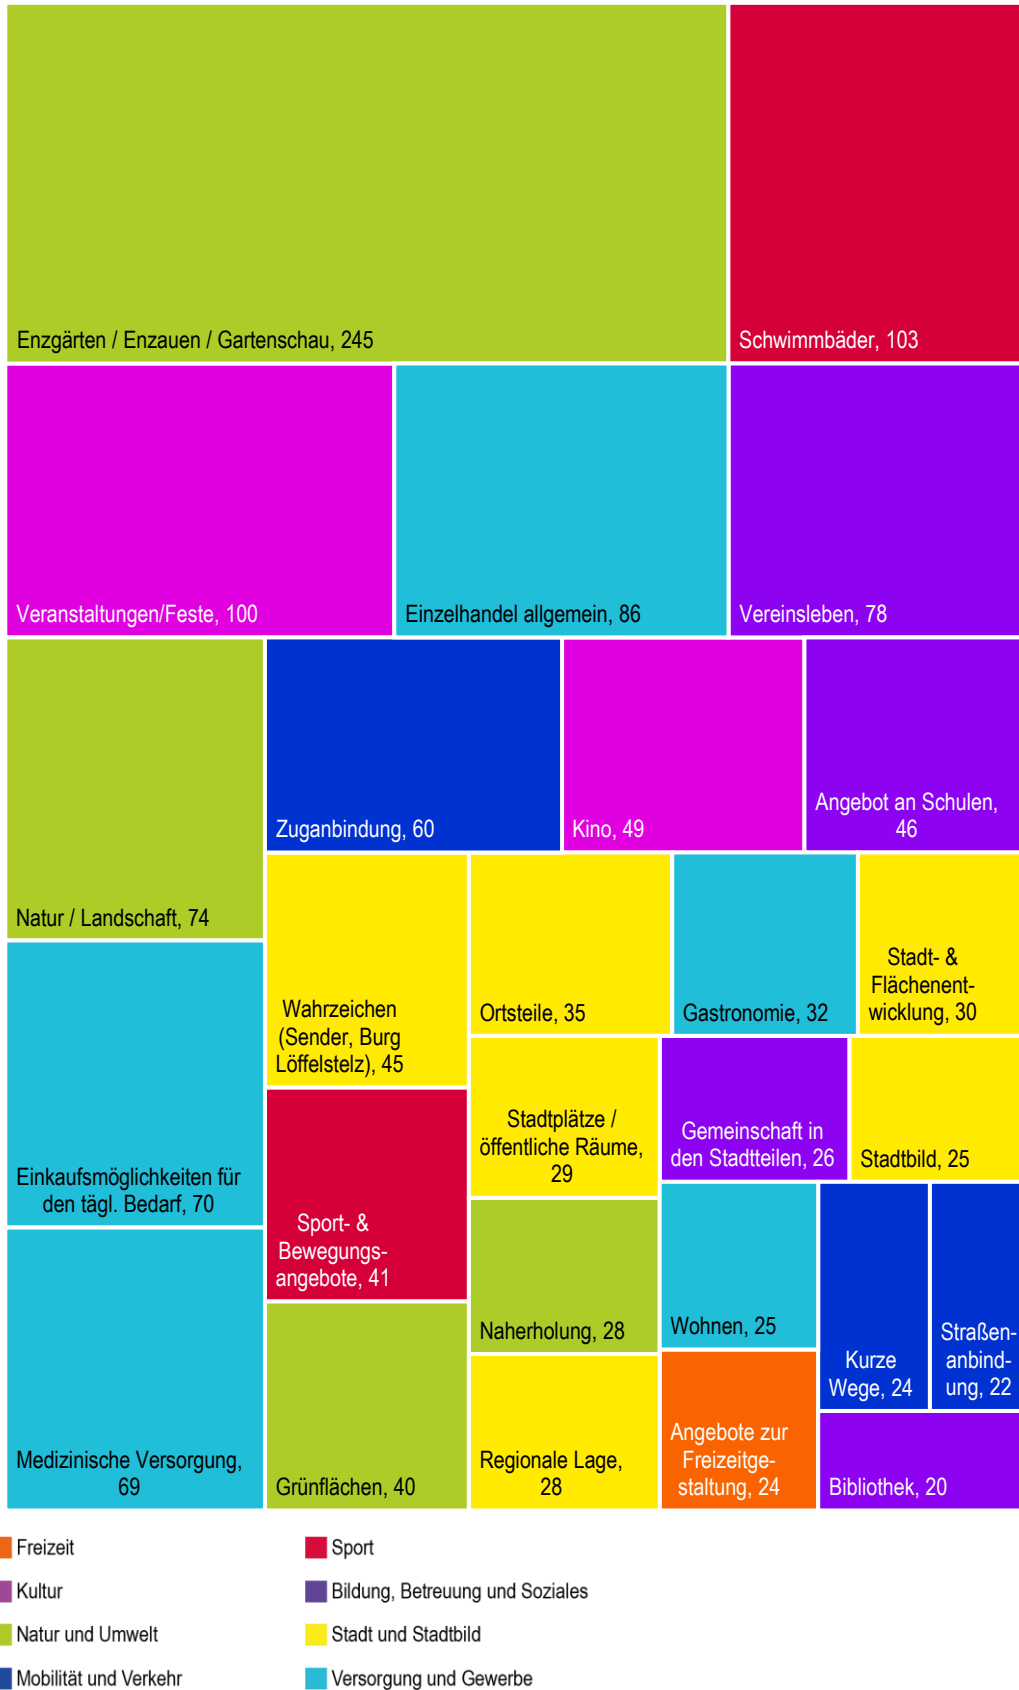 Enzgärten / Enzauen / Gartenschau, 245
Schwimmbäder, 103
Veranstaltungen/Feste, 100
Einzelhandel allgemein, 86
Vereinsleben, 78
Natur / Landschaft, 74
Zuganbindung, 60
Kino, 49
Angebot an Schulen,
46
Wahrzeichen
(Sender, Burg
Löffelstelz), 45
Ortsteile, 35
Gastronomie, 32
Stadt- &
Flächenent-
wicklung, 30
Einkaufsmöglichkeiten für
den tägl. Bedarf, 70
Stadtplätze /
öffentliche Räume,
29
Gemeinschaft in
den Stadtteilen, 26
Stadtbild, 25
Sport- &
Bewegungs-
angebote, 41
Naherholung, 28
Wohnen, 25
Kurze
Wege, 24
Straßen-
anbind-
ung, 22
Medizinische Versorgung,
69
Grünflächen, 40
Regionale Lage,
28
Angebote zur
Freizeitge-
staltung, 24
Bibliothek, 20
Freizeit
Sport
Kultur
Bildung, Betreuung und Soziales
Natur und Umwelt
Stadt und Stadtbild
Mobilität und Verkehr
Versorgung und Gewerbe